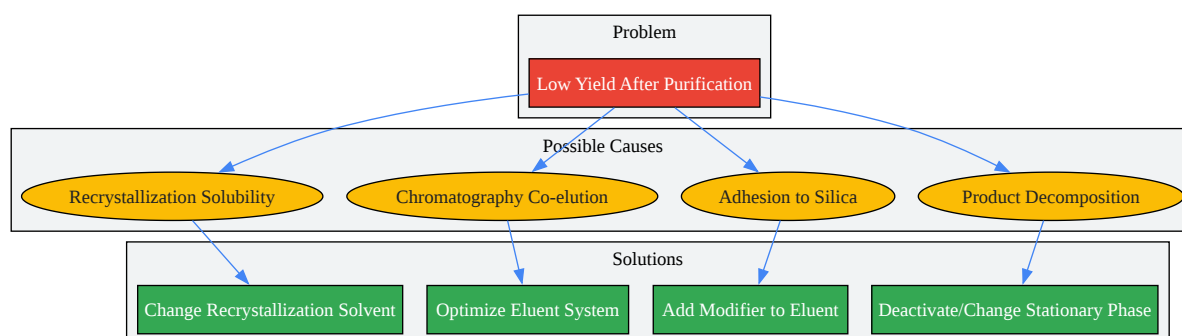 Problem
Low Yield After Purification
Possible Causes
Recrystallization Solubility
Chromatography Co-elution
Adhesion to Silica
Product Decomposition
Solutions
Change Recrystallization Solvent
Optimize Eluent System
Add Modifier to Eluent
Deactivate/Change Stationary Phase